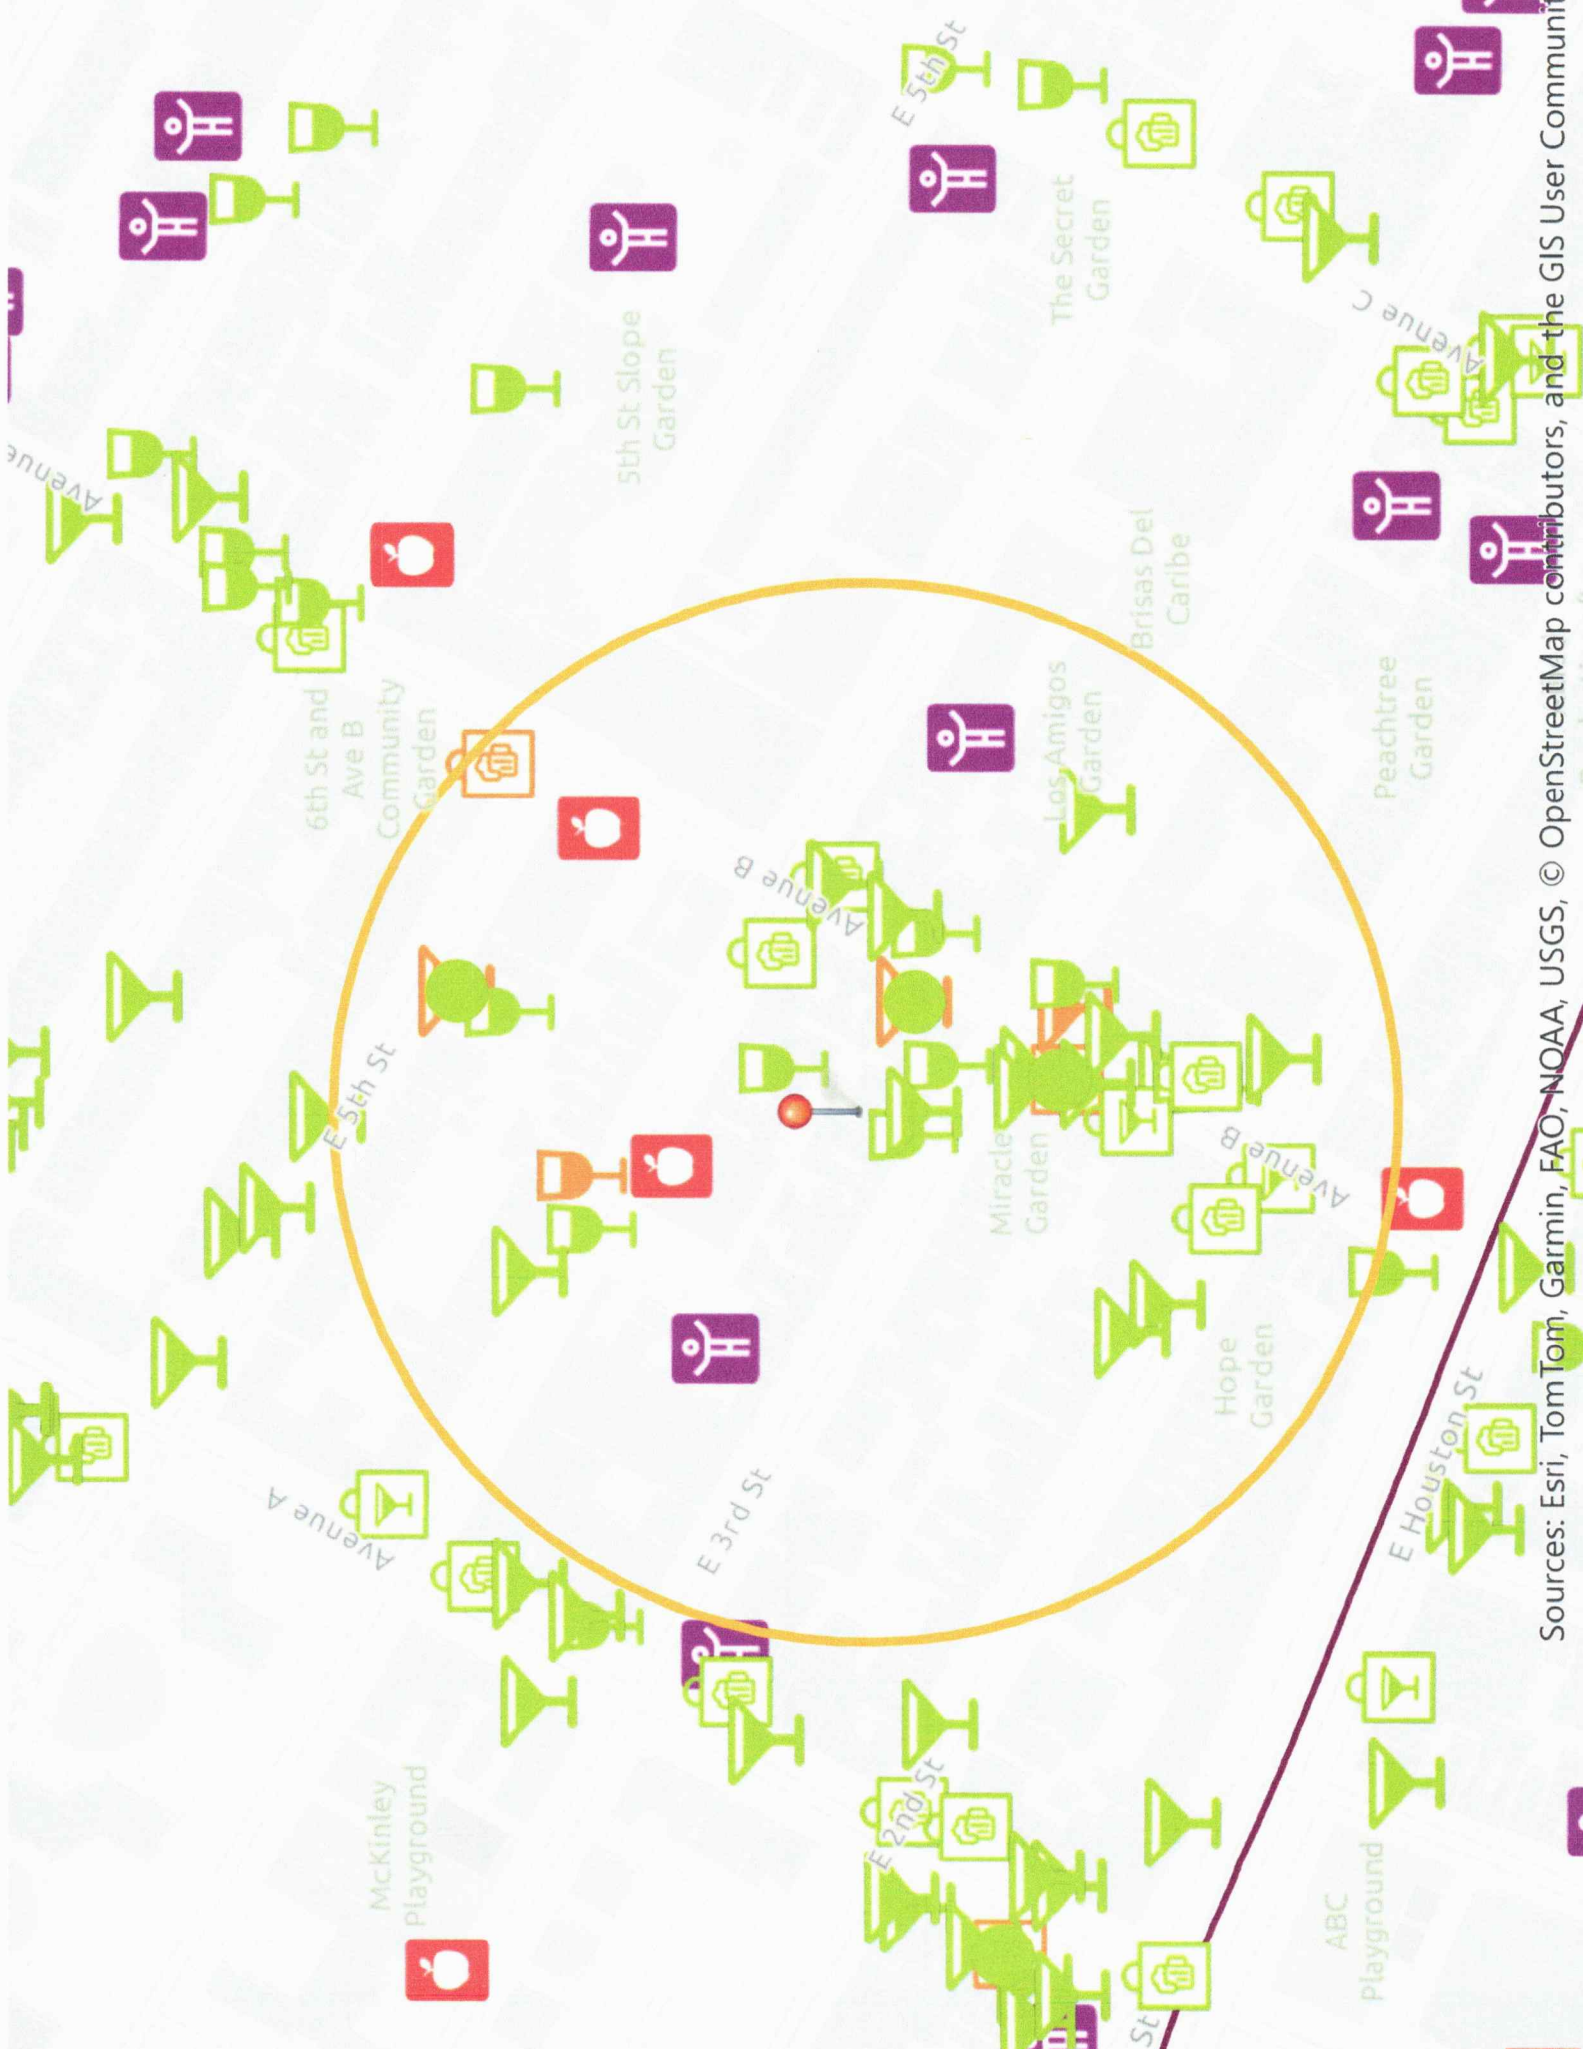 E 5th St
The Secret
Garden
Avenue C
5th St Slope
Garden
Avenue
Brisas Del
Caribe
6th St and
Ave B
Community
Garden
Los Amigos
Garden
Peachtree
Garden
Avenue B
E 5th St
Miracle
Garden
Avenue B
Hope
Garden
E Houston St
Avenue A
E 3rd St
McKinley
Playground
E 2nd St
ABC
Playground
St
Sources: Esri, TomTom, Garmin, FAO, NOAA, USGS, © OpenStreetMap contributors, and the GIS User Communit